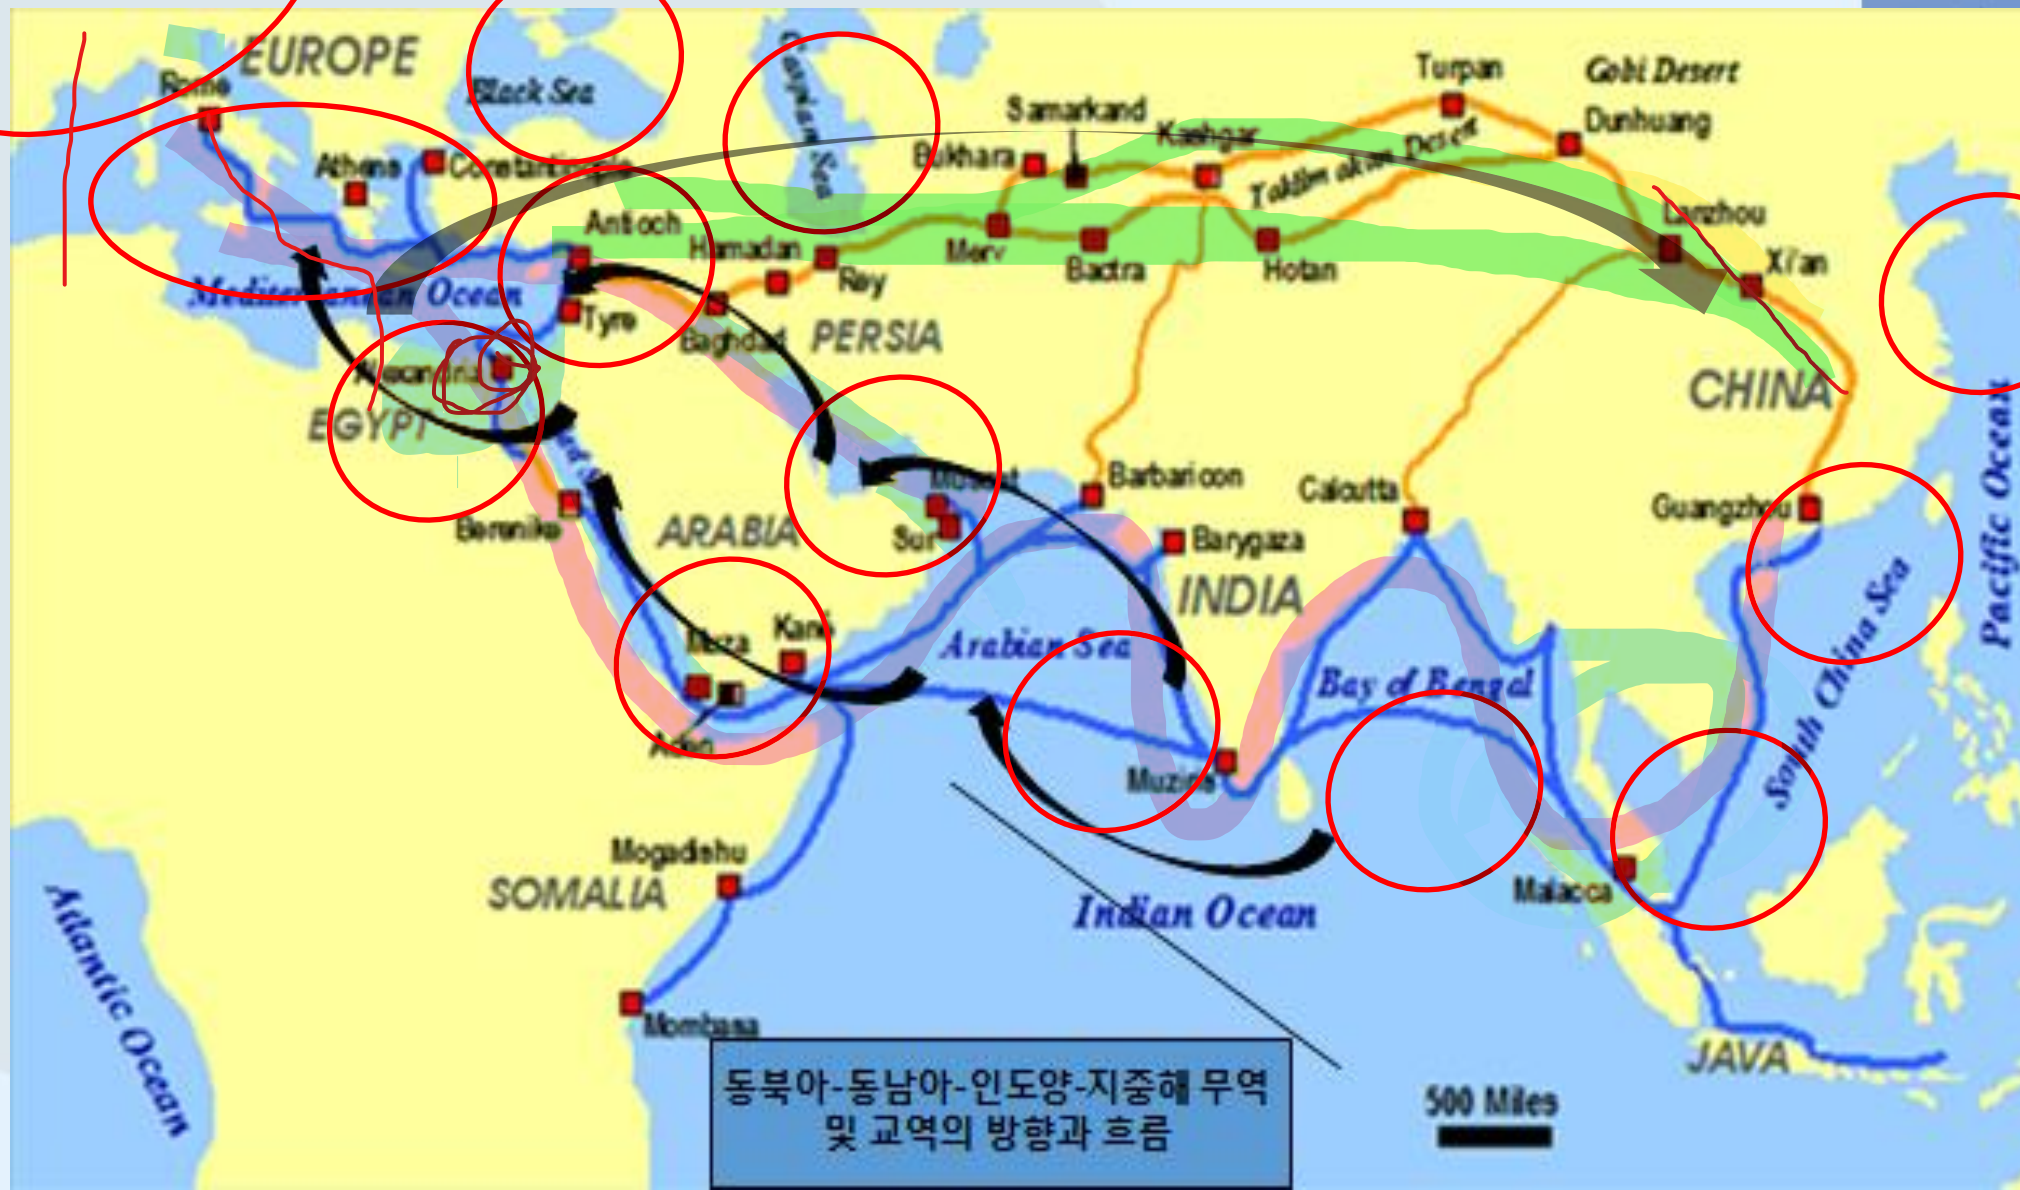 EUROPE
Rome
Black Sea
Caspian Sea
Athens
Constantinople
Samarkand
Bukhara
Kashgar
Turpan
Gobi Desert
Dunhuang
Taklimakan Desert
Lanzhou
Xi'an
Antioch
Hamadan
Rey
Merv
Bactra
Hotan
Mediterranean Ocean
Tyre
Baghdad
PERSIA
Alexandria
EGYPT
CHINA
Pacific Ocean
Red
Berenike
ARABIA
Muscat
Sur
Barbaricon
Barygaza
Calcutta
Guangzhou
INDIA
Muza
Kane
Aden
Arabian Sea
Bay of Bengal
South China Sea
Muziris
Malacca
Mogadishu
SOMALIA
Indian Ocean
Atlantic Ocean
Mombasa
JAVA
동북아-동남아-인도양-지중해 무역
및 교역의 방향과 흐름
500 Miles